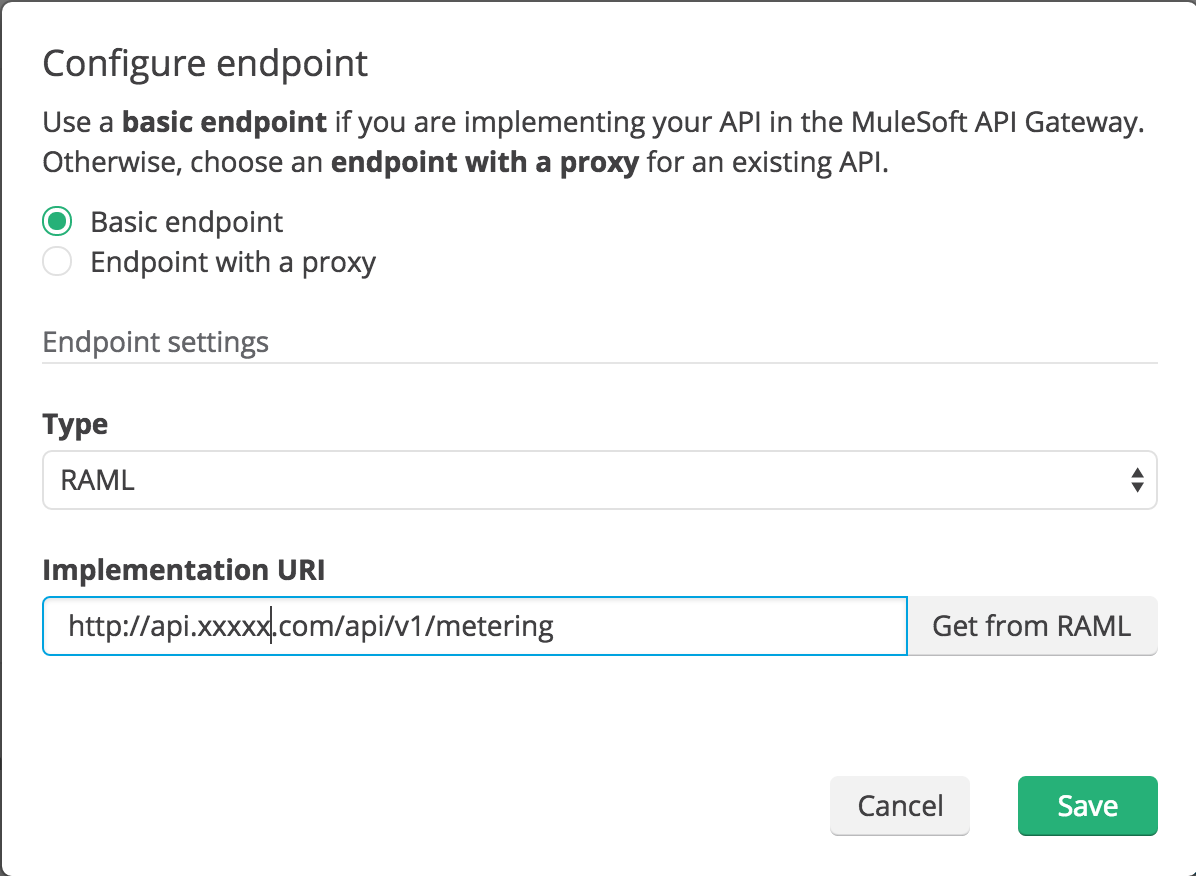 Configure endpoint
Use a basic endpoint if you are implementing your API in the MuleSoft API Gateway.
Otherwise, choose an endpoint with a proxy for an existing API.
Basic endpoint
Endpoint with a proxy
Endpoint settings
Type
RAML
Implementation URI
http://api.xxxxx.com/api/v1/metering
Get from RAML
Cancel
Save